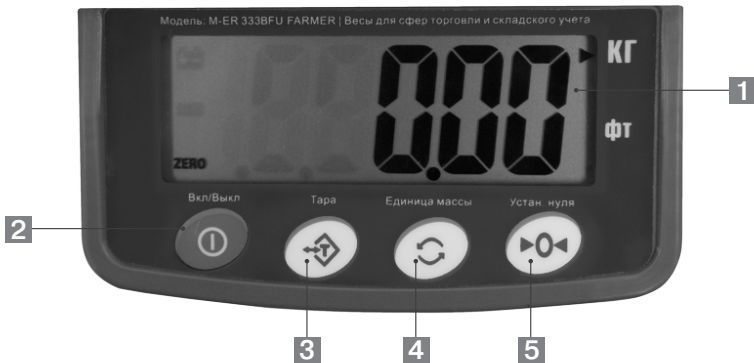 Модель: M-ER 333BFU FARMER | Весы для сфер торговли и складского учета
0.00
КГ
1
фт
ZERO
Вкл/Выкл Тара Единица массы Устан. нуля
2
T
►0◄
3 4 5